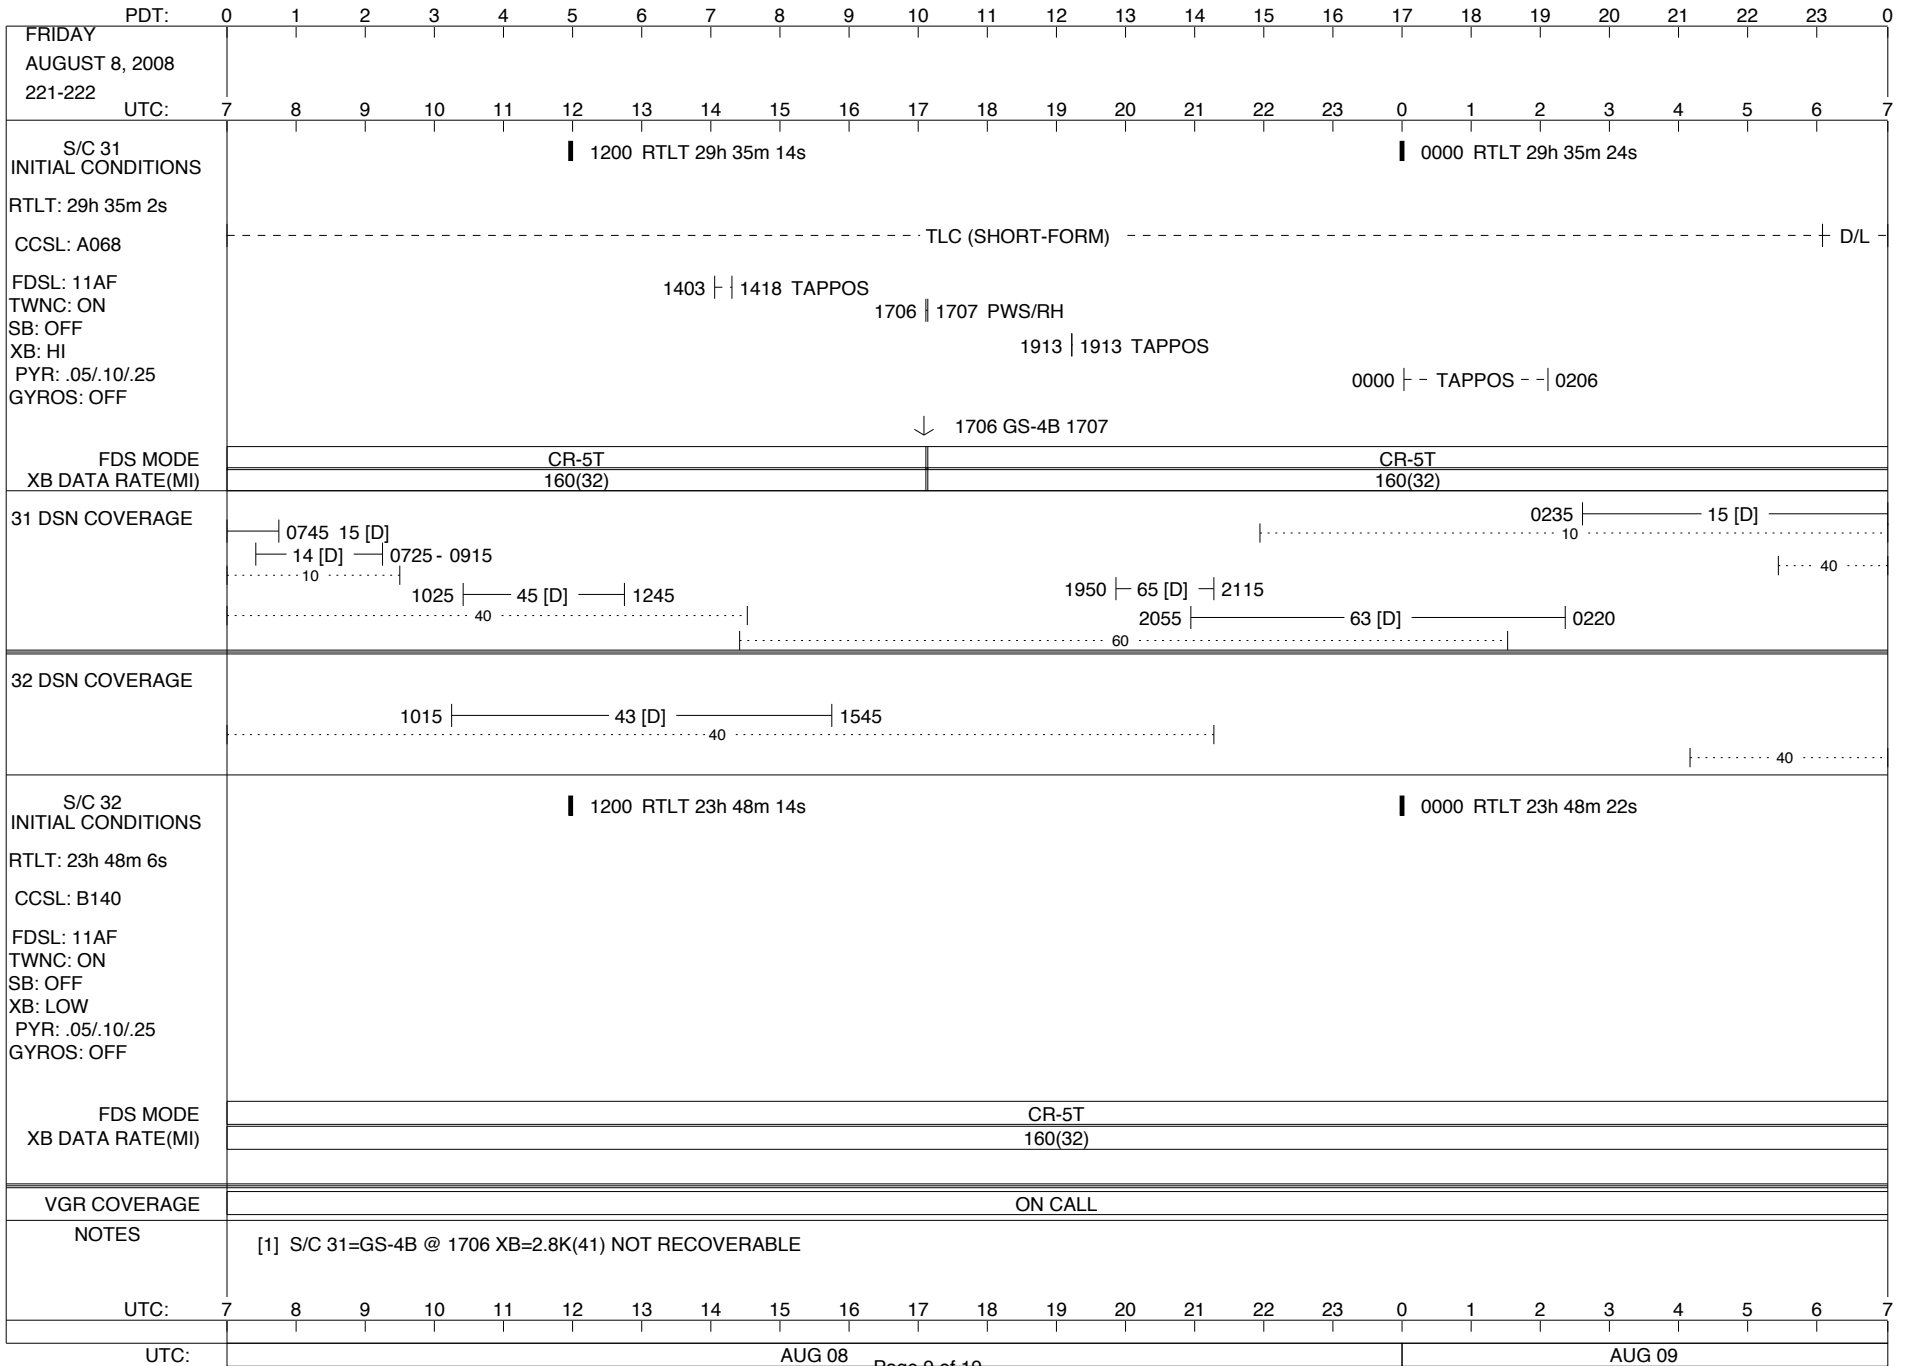 PDT: 0 1 2 3 4 5 6 7 8 9 10 11 12 13 14 15 16 17 18 19 20 21 22 23 0
FRIDAY
AUGUST 8, 2008
221-222
UTC: 7 8 9 10 11 12 13 14 15 16 17 18 19 20 21 22 23 0 1 2 3 4 5 6 7
S/C 31
INITIAL CONDITIONS
1200 RTLT 29h 35m 14s
0000 RTLT 29h 35m 24s
RTLT: 29h 35m 2s
CCSL: A068
TLC (SHORT-FORM)
D/L
FDSL: 11AF
1403 1418 TAPPOS
TWNC: ON
1706 1707 PWS/RH
SB: OFF
XB: HI
1913 1913 TAPPOS
PYR: .05/.10/.25
0000 TAPPOS 0206
GYROS: OFF
1706 GS-4B 1707
FDS MODE CR-5T CR-5T
XB DATA RATE(MI) 160(32) 160(32)
31 DSN COVERAGE
0235 15 [D]
0745 15 [D]
10
14 [D] 0725 - 0915
40
10
1025 45 [D] 1245
1950 65 [D] 2115
40
2055 63 [D] 0220
60
32 DSN COVERAGE
1015 43 [D] 1545
40
40
S/C 32
INITIAL CONDITIONS
1200 RTLT 23h 48m 14s
0000 RTLT 23h 48m 22s
RTLT: 23h 48m 6s
CCSL: B140
FDSL: 11AF
TWNC: ON
SB: OFF
XB: LOW
PYR: .05/.10/.25
GYROS: OFF
FDS MODE CR-5T
XB DATA RATE(MI) 160(32)
VGR COVERAGE ON CALL
NOTES
[1] S/C 31=GS-4B @ 1706 XB=2.8K(41) NOT RECOVERABLE
UTC: 7 8 9 10 11 12 13 14 15 16 17 18 19 20 21 22 23 0 1 2 3 4 5 6 7
UTC: AUG 08 AUG 09
Page 9 of 19